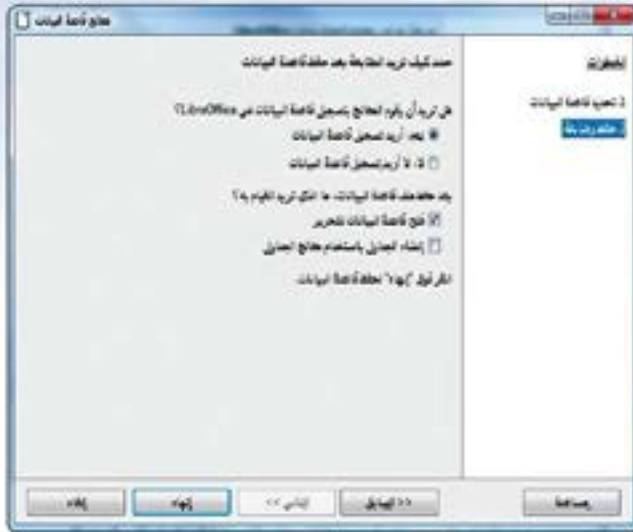 معالج قاعدة البيانات
الخطوات
1 تحديد قاعدة البيانات
2 حفظ ومتابعة
حدد كيف تريد المتابعة بعد حفظ قاعدة البيانات
هل تريد أن يقوم المعالج بتسجيل قاعدة البيانات في LibreOffice؟
نعم، أريد تسجيل قاعدة البيانات
لا، لا أريد تسجيل قاعدة البيانات
بعد حفظ ملف قاعدة البيانات، ما الذي تريد القيام به؟
فتح قاعدة البيانات للتحرير
إنشاء الجداول باستخدام معالج الجداول
انقر فوق "إنهاء" لحفظ قاعدة البيانات.
مساعدة
<< السابق
التالي >>
إنهاء
إلغاء